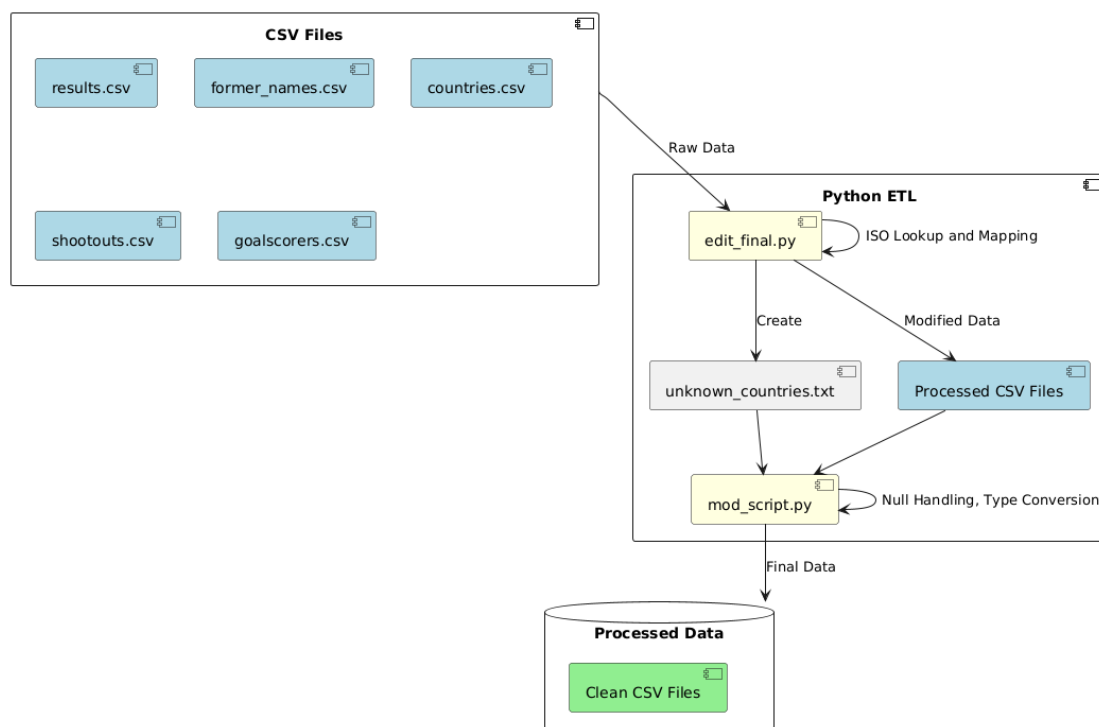 CSV Files
results.csv
former_names.csv
countries.csv
shootouts.csv
goalscorers.csv
Raw Data
Python ETL
edit_final.py
ISO Lookup and Mapping
Create
Modified Data
unknown_countries.txt
Processed CSV Files
mod_script.py
Null Handling, Type Conversion
Final Data
Processed Data
Clean CSV Files